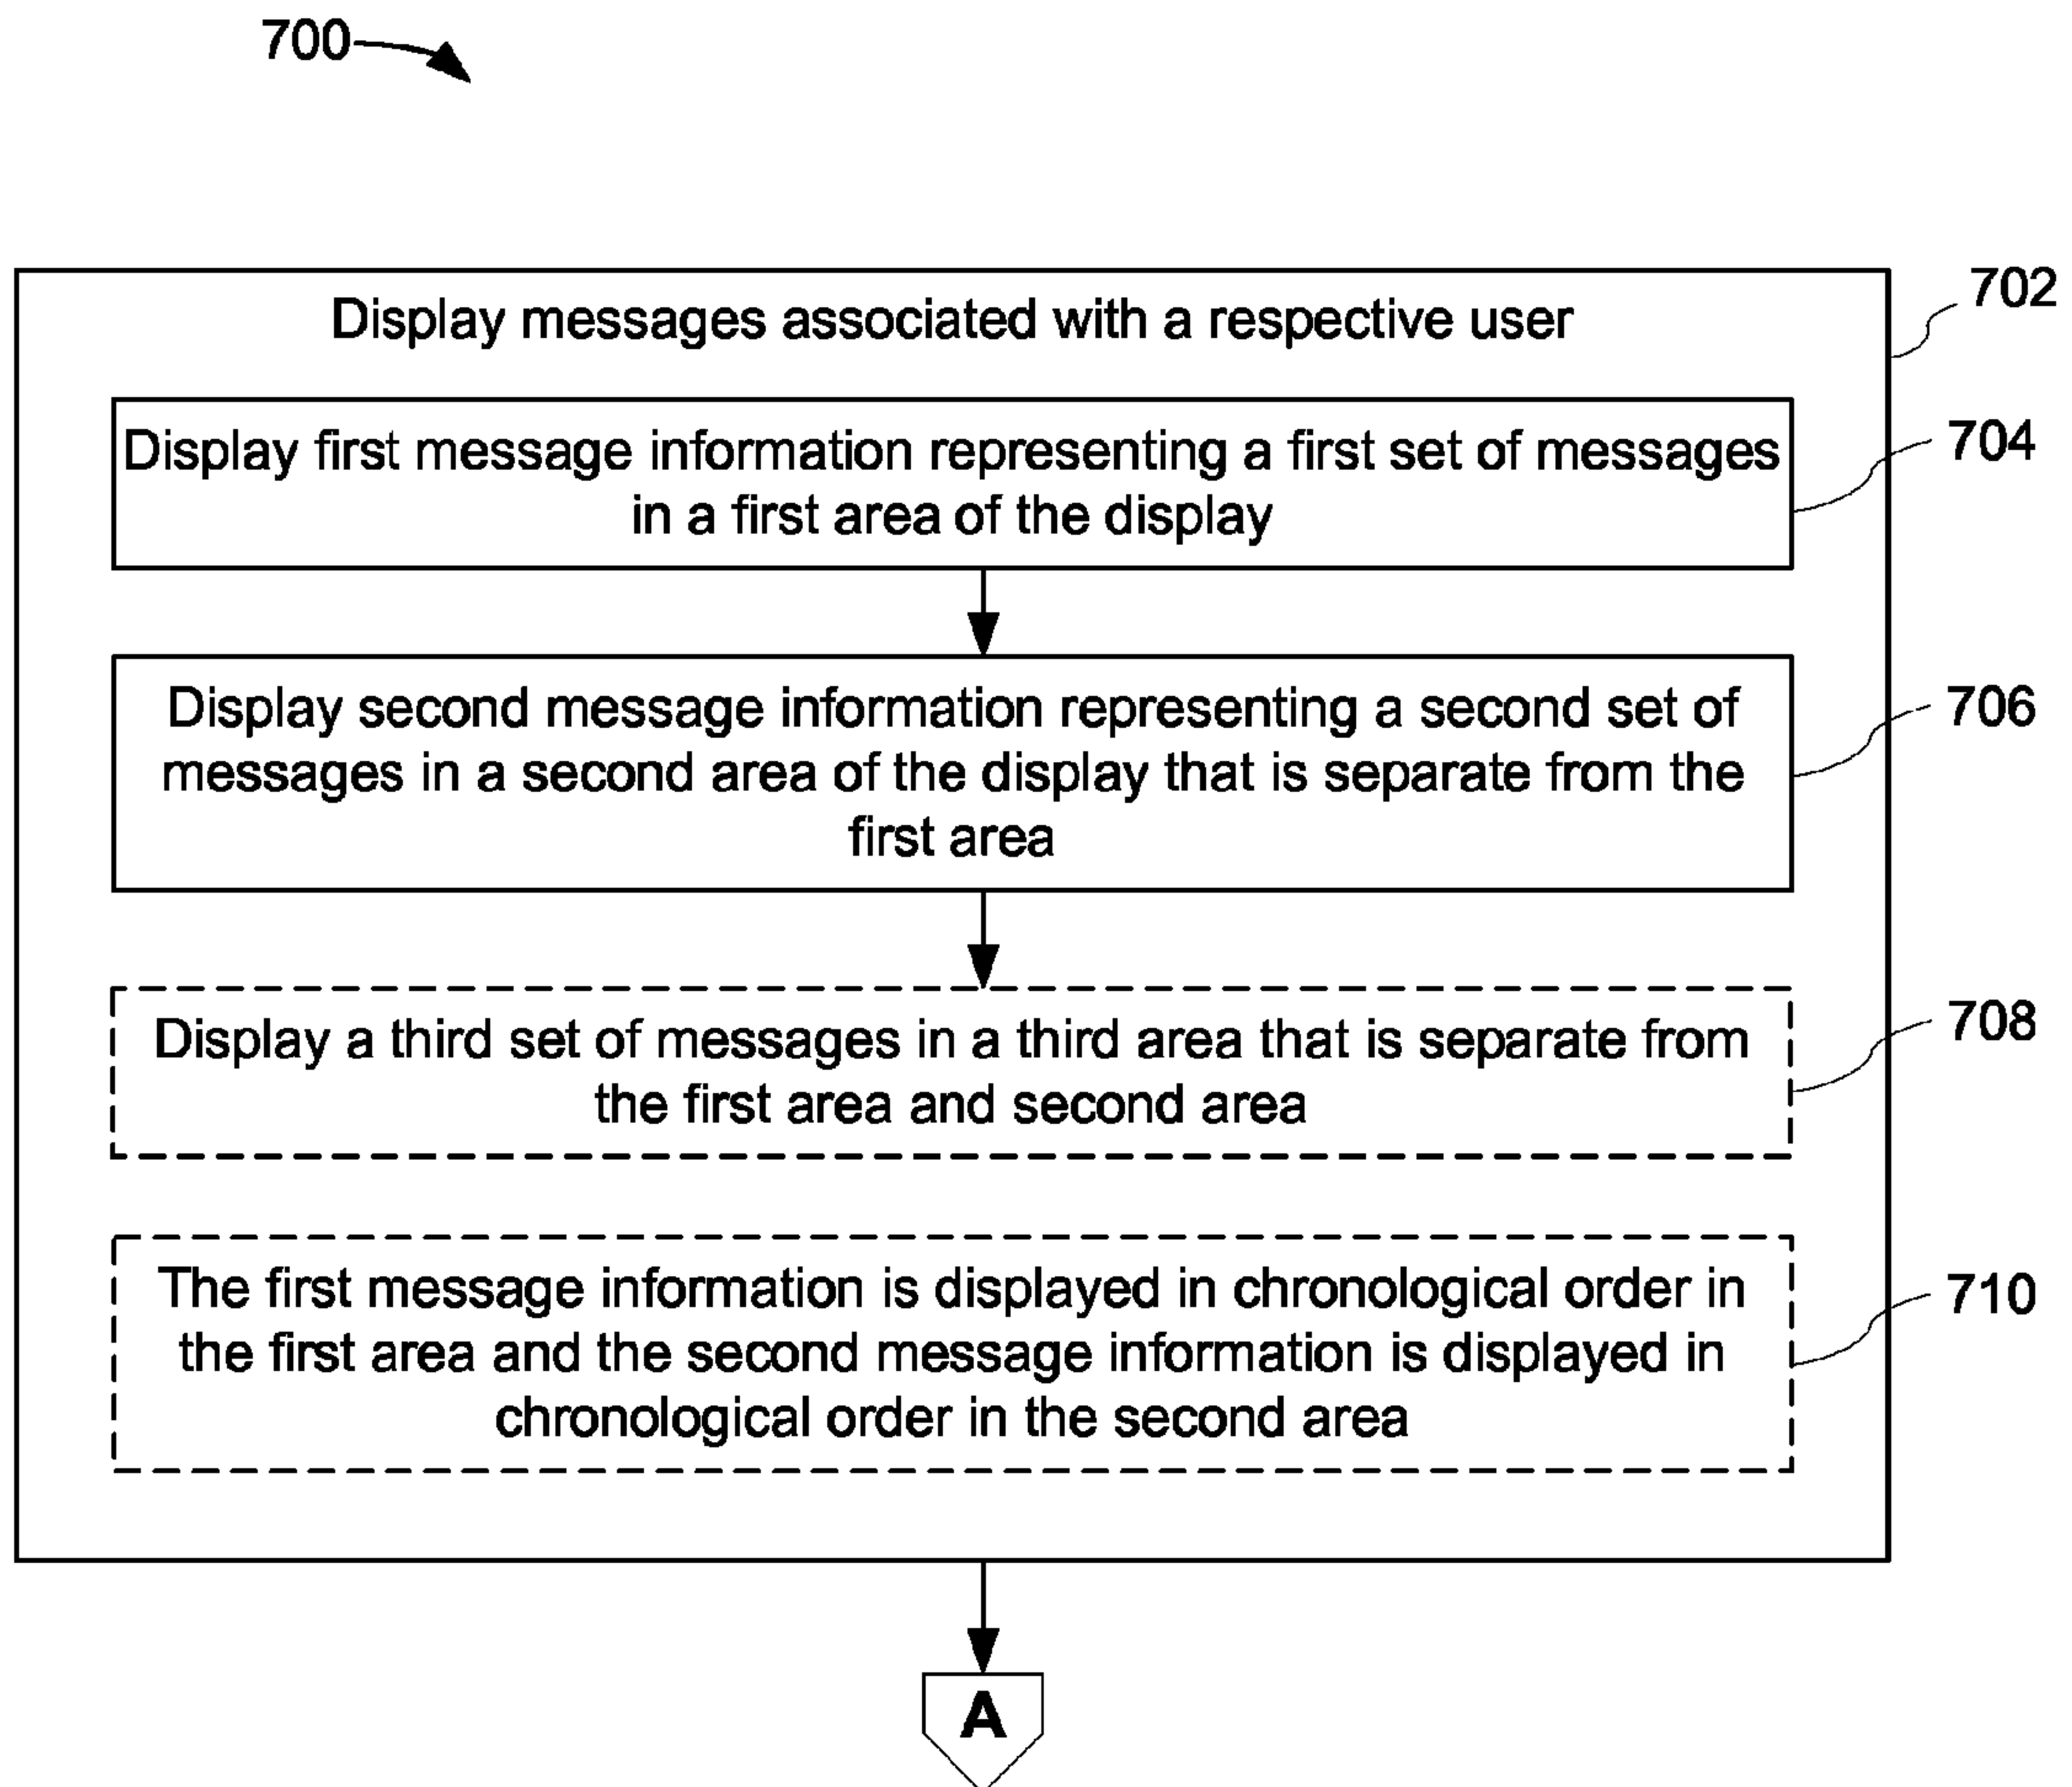 700
702
Display messages associated with a respective user
704
Display first message information representing a first set of messages
in a first area of the display
706
Display second message information representing a second set of
messages in a second area of the display that is separate from the
first area
708
Display a third set of messages in a third area that is separate from
the first area and second area
710
The first message information is displayed in chronological order in
the first area and the second message information is displayed in
chronological order in the second area
A